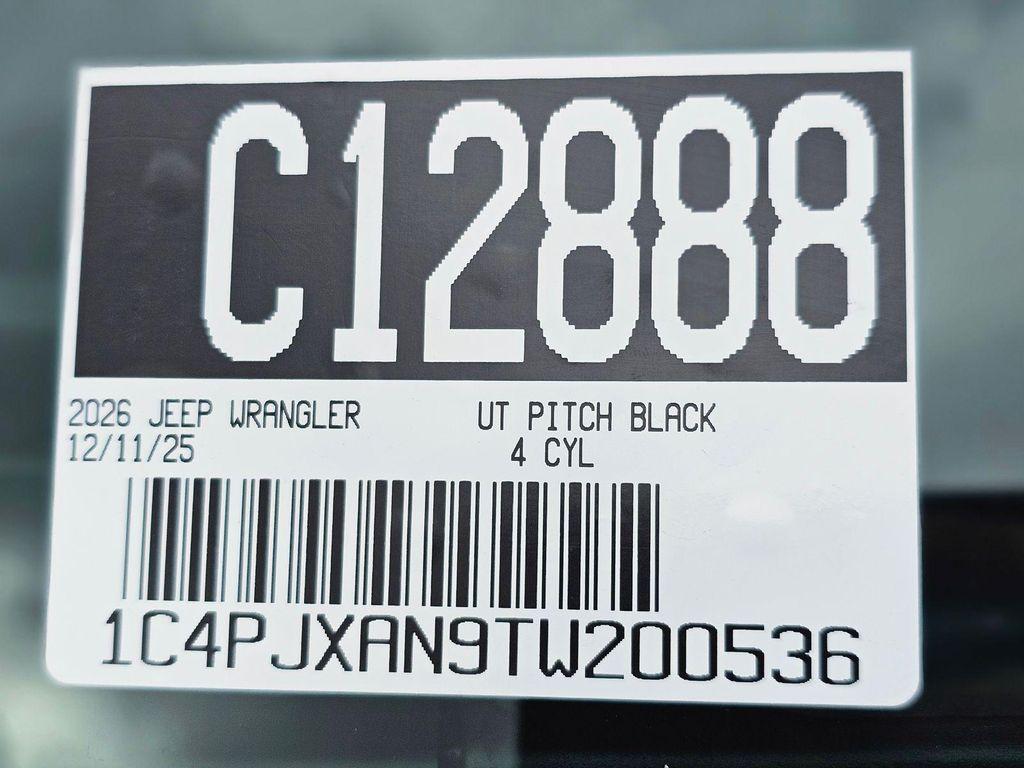 C12888
2026 JEEP WRANGLER UT PITCH BLACK
12/11/25 4 CYL
1C4PJXAN9TW200536